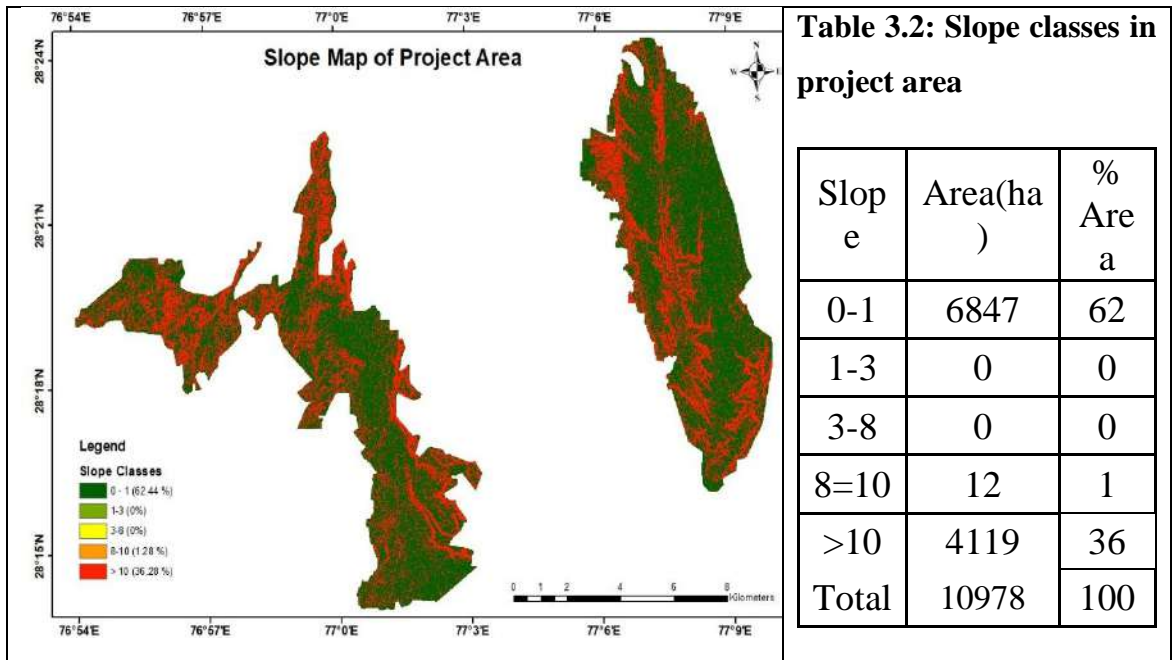 76°54'E 76°57'E 77°0'E 77°3'E 77°6'E 77°9'E
Slope Map of Project Area
N
W E
S
28°24'N
28°21'N
28°18'N
28°15'N
Legend
Slope Classes
0 - 1 (62.44 %)
1-3 (0%)
3-8 (0%)
8-10 (1.28 %)
> 10 (36.28 %)
0 1 2 4 6 8
Kilometers
76°54'E 76°57'E 77°0'E 77°3'E 77°6'E 77°9'E
Table 3.2: Slope classes in
project area
Slop
e
Area(ha
)
%
Are
a
0-1 6847 62
1-3 0 0
3-8 0 0
8=10 12 1
>10 4119 36
Total 10978 100